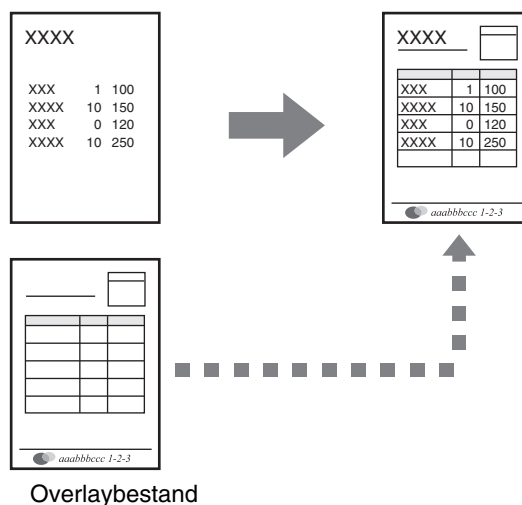 XXXX
XXX 1 100
XXXX 10 150
XXX 0 120
XXXX 10 250
XXXX
XXX 1 100
XXXX 10 150
XXX 0 120
XXXX 10 250
aaabbbccc 1-2-3
aaabbbccc 1-2-3
Overlaybestand